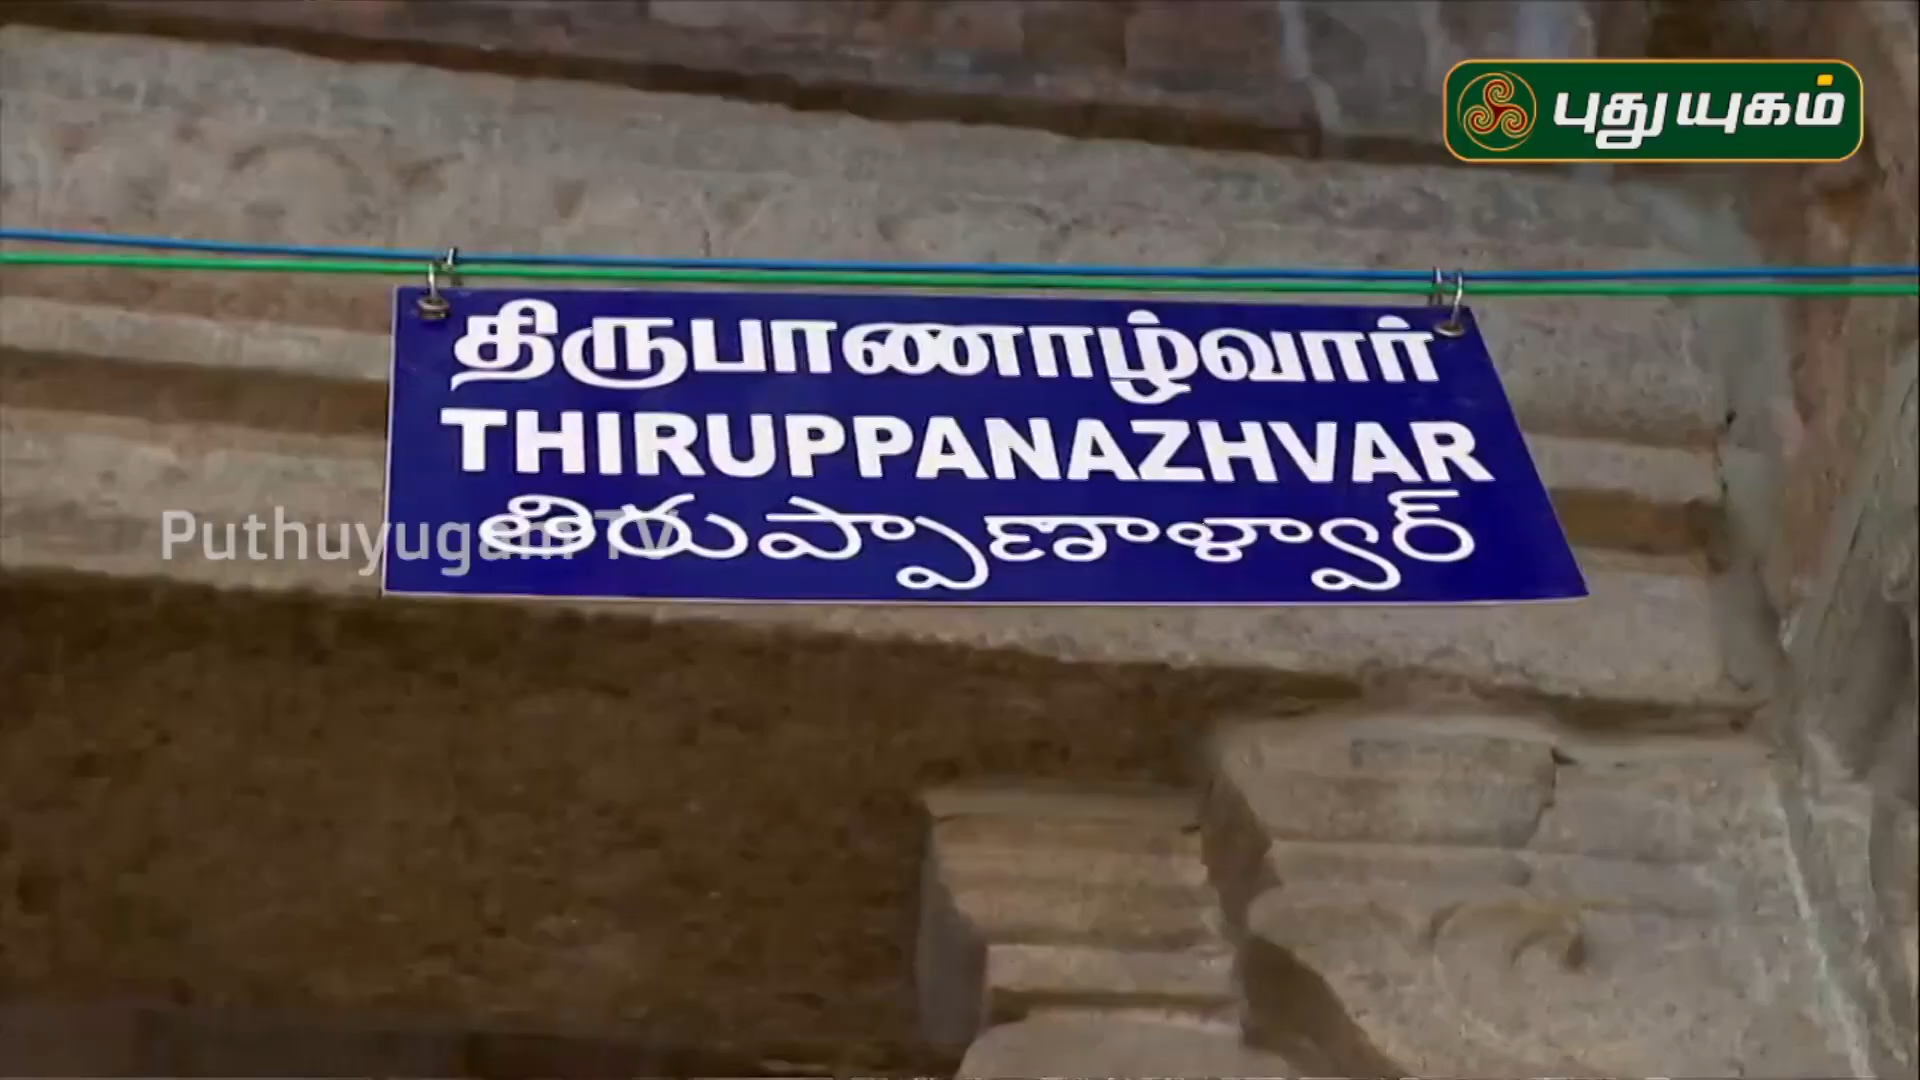 புதுயுகம்
திருபாணாழ்வார்
THIRUPPANAZHVAR
తిరుప్పాణాళ్వార్
Puthuyugam TV